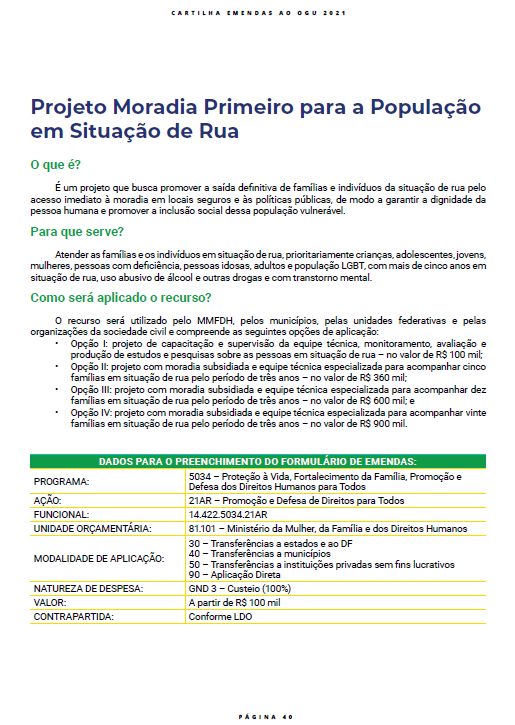 CARTILHA EMENDAS AO OGU 2021
Projeto Moradia Primeiro para a População
em Situação de Rua
O que é?
É um projeto que busca promover a saída definitiva de famílias e indivíduos da situação de rua pelo
acesso imediato à moradia em locais seguros e às políticas públicas, de modo a garantir a dignidade da
pessoa humana e promover a inclusão social dessa população vulnerável.
Para que serve?
Atender as famílias e os indivíduos em situação de rua, prioritariamente crianças, adolescentes, jovens,
mulheres, pessoas com deficiência, pessoas idosas, adultos e população LGBT, com mais de cinco anos em
situação de rua, uso abusivo de álcool e outras drogas e com transtorno mental.
Como será aplicado o recurso?
O recurso será utilizado pelo MMFDH, pelos municípios, pelas unidades federativas e pelas
organizações da sociedade civil e compreende as seguintes opções de aplicação:
• Opção I: projeto de capacitação e supervisão da equipe técnica, monitoramento, avaliação e
produção de estudos e pesquisas sobre as pessoas em situação de rua – no valor de R$ 100 mil;
• Opção II: projeto com moradia subsidiada e equipe técnica especializada para acompanhar cinco
famílias em situação de rua pelo período de três anos – no valor de R$ 360 mil;
• Opção III: projeto com moradia subsidiada e equipe técnica especializada para acompanhar dez
famílias em situação de rua pelo período de três anos – no valor de R$ 600 mil; e
• Opção IV: projeto com moradia subsidiada e equipe técnica especializada para acompanhar vinte
famílias em situação de rua pelo período de três anos – no valor de R$ 900 mil.
DADOS PARA O PREENCHIMENTO DO FORMULÁRIO DE EMENDAS:
PROGRAMA: 5034 – Proteção à Vida, Fortalecimento da Família, Promoção e
Defesa dos Direitos Humanos para Todos
AÇÃO: 21AR – Promoção e Defesa de Direitos para Todos
FUNCIONAL: 14.422.5034.21AR
UNIDADE ORÇAMENTÁRIA: 81.101 – Ministério da Mulher, da Família e dos Direitos Humanos
MODALIDADE DE APLICAÇÃO: 30 – Transferências a estados e ao DF
40 – Transferências a municípios
50 – Transferências a instituições privadas sem fins lucrativos
90 – Aplicação Direta
NATUREZA DE DESPESA: GND 3 – Custeio (100%)
VALOR: A partir de R$ 100 mil
CONTRAPARTIDA: Conforme LDO
PÁGINA 40